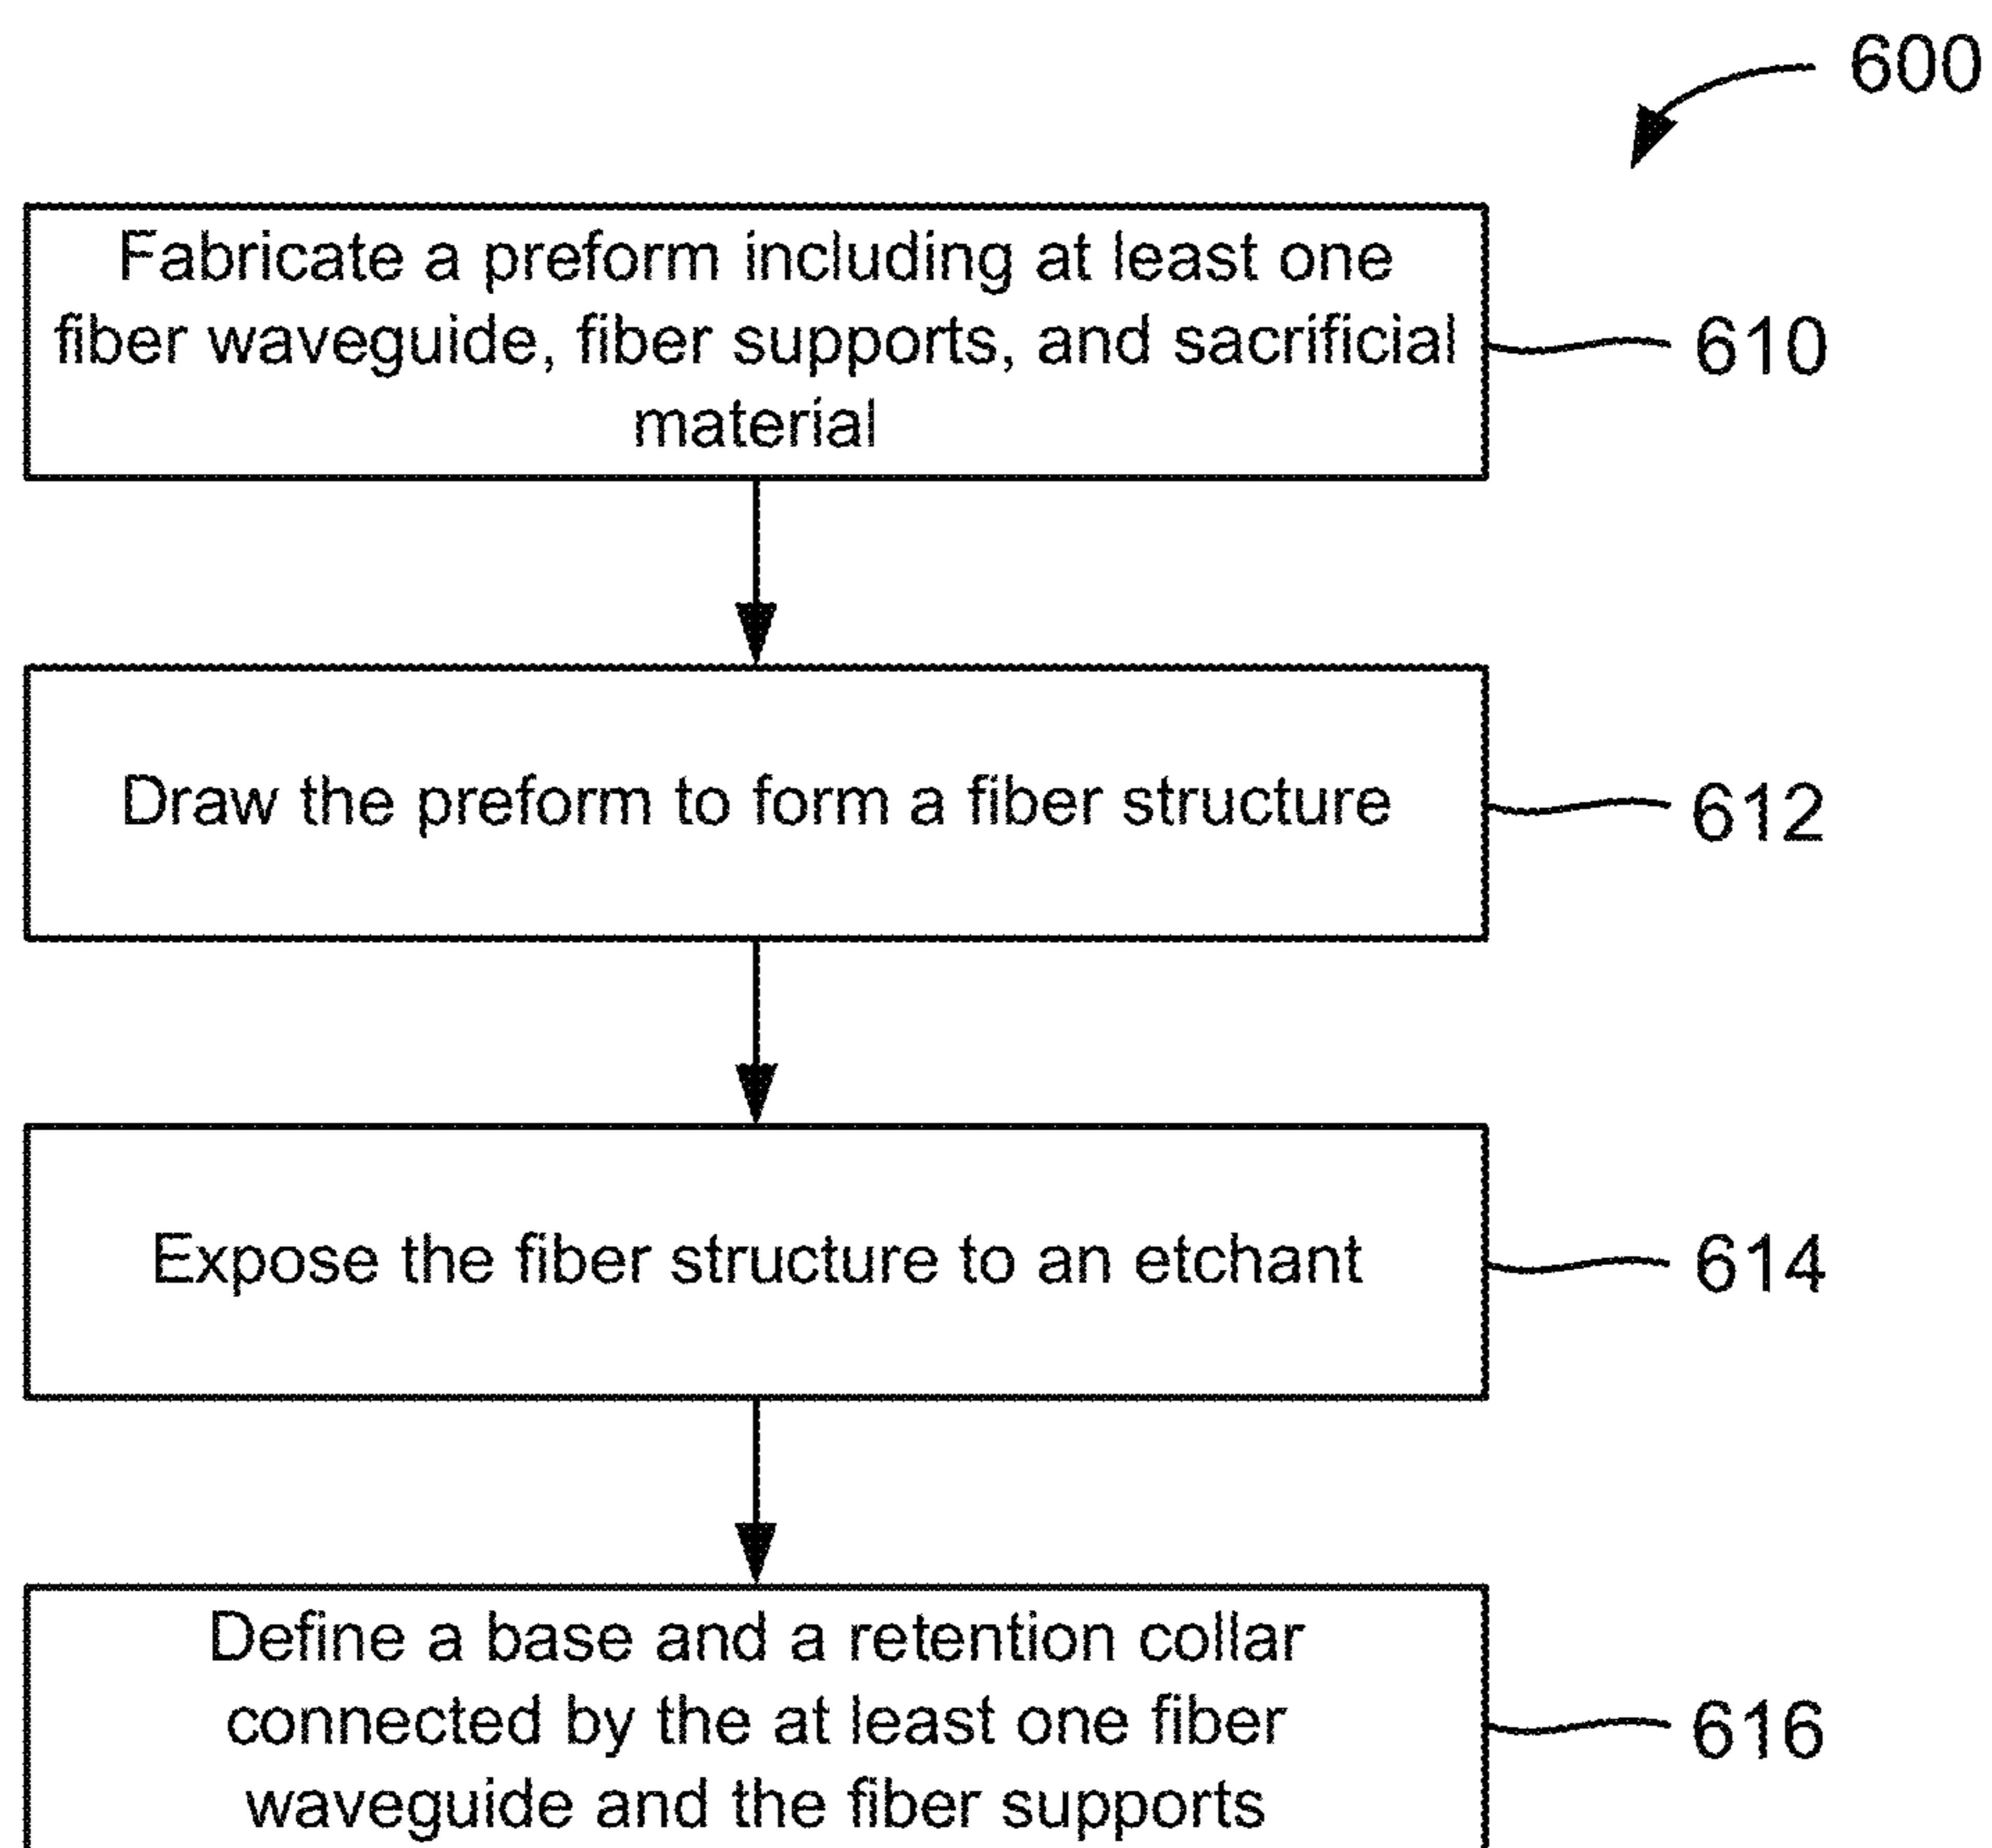 600
Fabricate a preform including at least one
fiber waveguide, fiber supports, and sacrificial
material
610
Draw the preform to form a fiber structure
612
Expose the fiber structure to an etchant
614
Define a base and a retention collar
connected by the at least one fiber
waveguide and the fiber supports
616